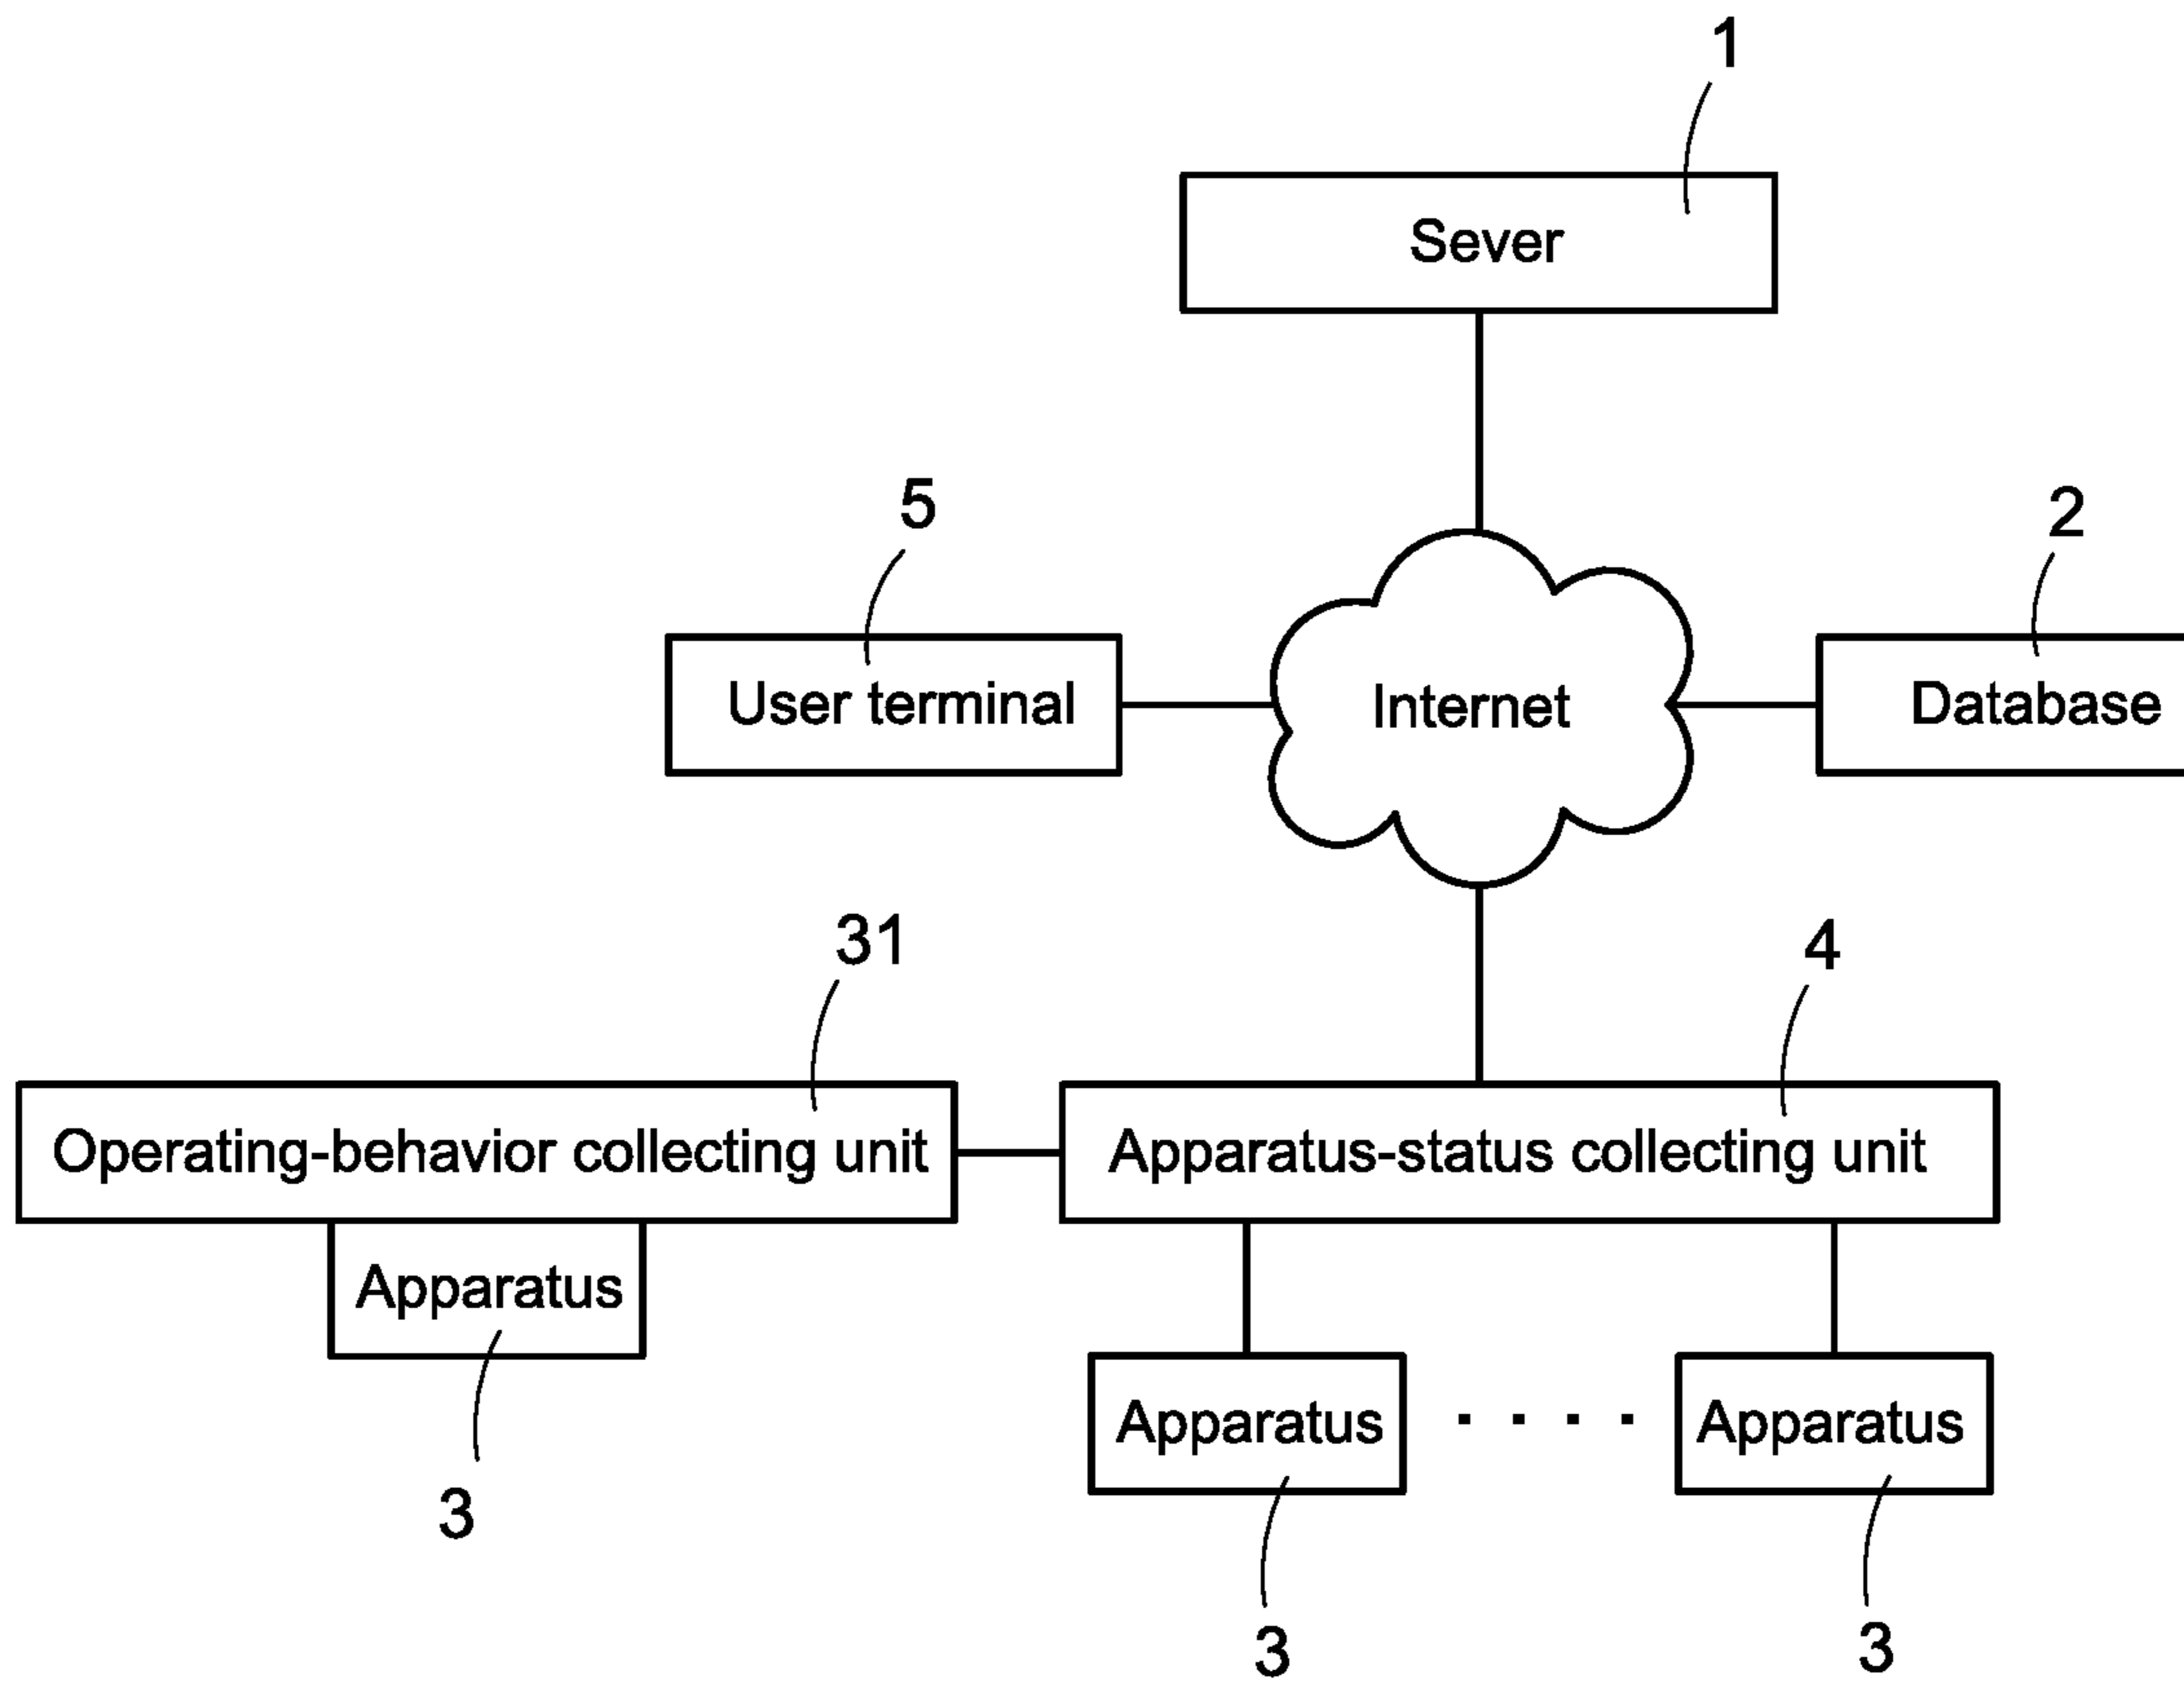 1
Sever
5
2
User terminal
Internet
Database
31
4
Operating-behavior collecting unit
Apparatus-status collecting unit
Apparatus
Apparatus
. . . .
Apparatus
3
3
3